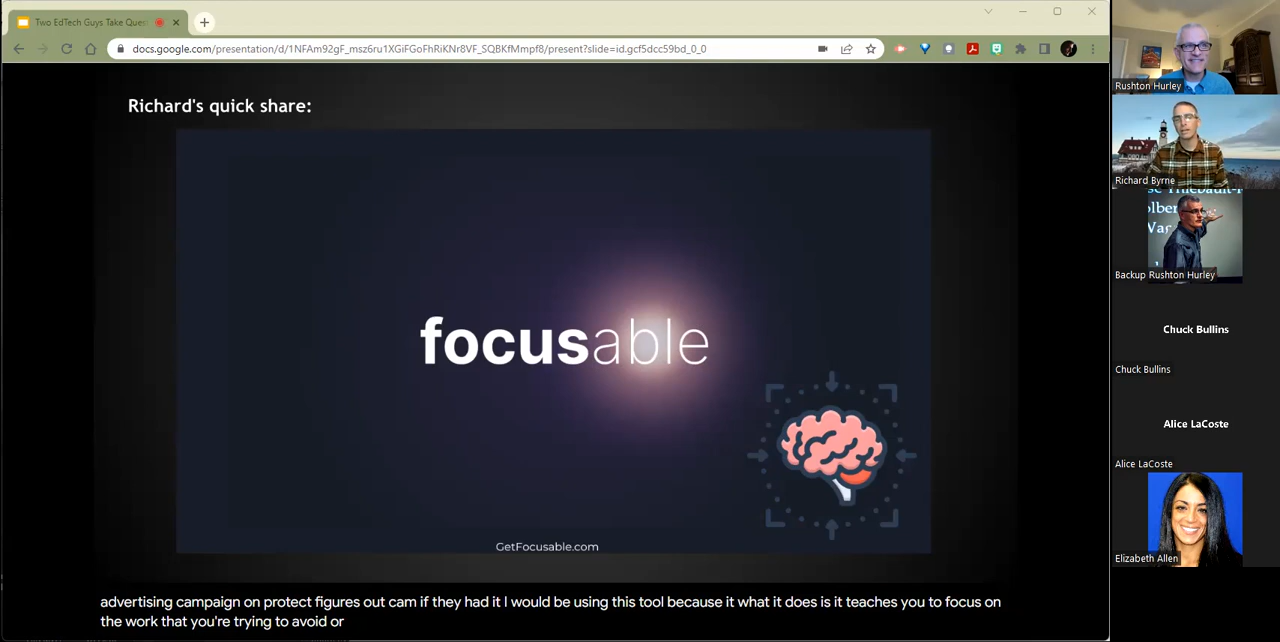 Two EdTech Guys Take Ques
docs.google.com/presentation/d/1NFAm92gF_msz6ru1XGiFGoFhRiKNr8VF_SQBKfMmpf8/present?slide=id.gcf5dcc59bd_0_0
Richard's quick share:
focusable
GetFocusable.com
advertising campaign on protect figures out cam if they had it I would be using this tool because it what it does is it teaches you to focus on
the work that you're trying to avoid or
Rushton Hurley
Richard Byrne
Backup Rushton Hurley
Chuck Bullins
Chuck Bullins
Alice LaCoste
Alice LaCoste
Elizabeth Allen